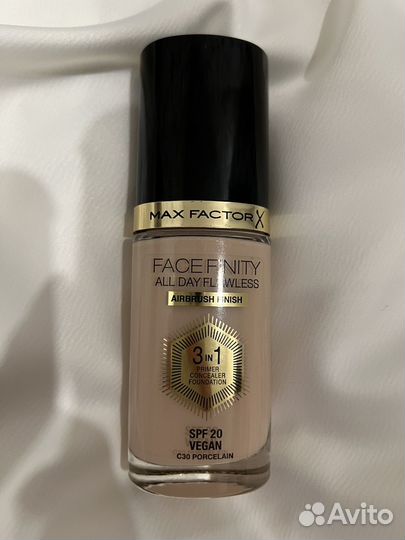 MAX FACTOR X
FACEFINITY
ALL DAY FLAWLESS
AIRBRUSH FINISH
3 IN 1
PRIMER
CONCEALER
FOUNDATION
SPF 20
VEGAN
C30 PORCELAIN
Avito